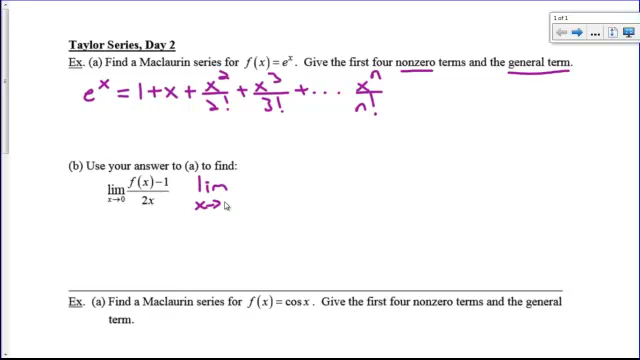 1 of 1
Taylor Series, Day 2
Ex. (a) Find a Maclaurin series for f(x) = e^x. Give the first four nonzero terms and the general term.
e^x = 1 + x + x^2/2! + x^3/3! + ... x^n/n!
(b) Use your answer to (a) to find:
lim x→0 f(x)−1/2x lim x→
Ex. (a) Find a Maclaurin series for f(x) = cos x. Give the first four nonzero terms and the general
term.